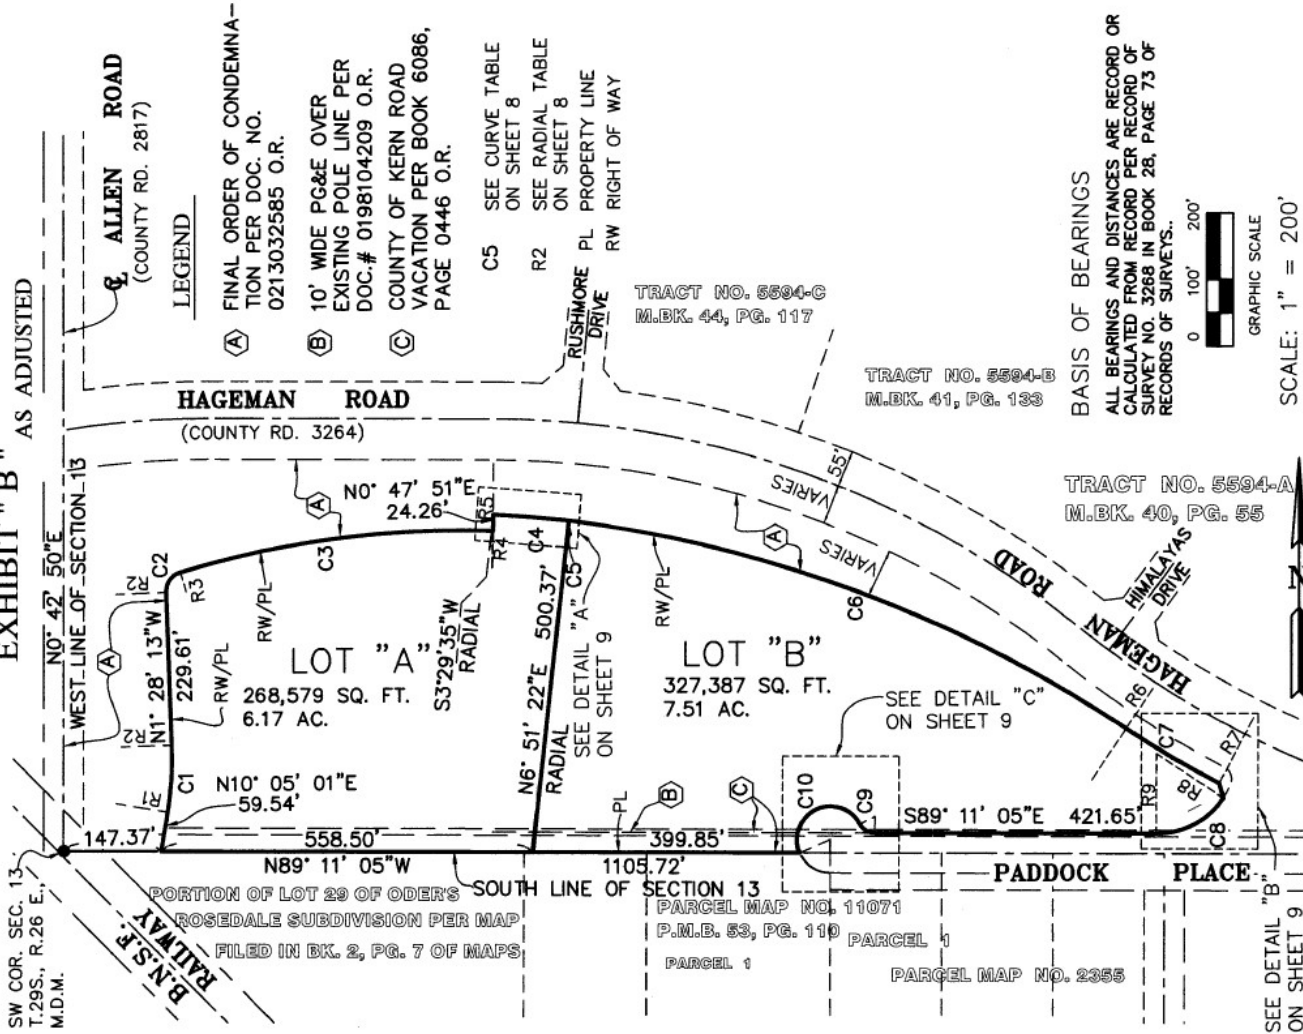 EXHIBIT "B"
AS ADJUSTED
N0° 42' 50"E
WEST LINE OF SECTION 13
ALLEN ROAD
(COUNTY RD. 2817)
LEGEND
A FINAL ORDER OF CONDEMNA-
TION PER DOC. NO.
0213032585 O.R.
B 10' WIDE PG&E OVER
EXISTING POLE LINE PER
DOC.# 0198104209 O.R.
C COUNTY OF KERN ROAD
VACATION PER BOOK 6086,
PAGE 0446 O.R.
C5 SEE CURVE TABLE
ON SHEET 8
R2 SEE RADIAL TABLE
ON SHEET 8
PL PROPERTY LINE
RW RIGHT OF WAY
HAGEMAN ROAD
(COUNTY RD. 3264)
RUSHMORE
DRIVE
TRACT NO. 5594-C
M.BK. 44, PG. 117
TRACT NO. 5594-B
M.BK. 41, PG. 133
TRACT NO. 5594-A
M.BK. 40, PG. 55
BASIS OF BEARINGS
ALL BEARINGS AND DISTANCES ARE RECORD OR
CALCULATED FROM RECORD PER RECORD OF
SURVEY NO. 3268 IN BOOK 28, PAGE 73 OF
RECORDS OF SURVEYS..
0 100' 200'
GRAPHIC SCALE
SCALE: 1" = 200'
N
A
R2
C2
R3
N1° 28' 13"W
229.61'
RW/PL
R2
R1
C1
N10° 05' 01"E
59.54'
147.37'
RW/PL
C3
A
N0° 47' 51"E
24.26'
R5
R4
C4
C5
LOT "A"
268,579 SQ. FT.
6.17 AC.
S3°29'35"W
RADIAL
N6° 51' 22"E 500.37'
RADIAL
SEE DETAIL "A"
ON SHEET 9
RW/PL
VARIES
55'
VARIES
A
C6
LOT "B"
327,387 SQ. FT.
7.51 AC.
SEE DETAIL "C"
ON SHEET 9
HAGEMAN ROAD
HIMALAYAS
DRIVE
R6
C7
R7
R8
R9
C8
PL
B
C
C10
C9
S89° 11' 05"E 421.65'
558.50'
399.85'
N89° 11' 05"W
1105.72'
SOUTH LINE OF SECTION 13
PADDOCK PLACE
SEE DETAIL "B"
ON SHEET 9
SW COR. SEC. 13,
T.29S., R.26 E.,
M.D.M.
B.N.S.F.
RAILWAY
PORTION OF LOT 29 OF ODER'S
ROSEDALE SUBDIVISION PER MAP
FILED IN BK. 2, PG. 7 OF MAPS
PARCEL MAP NO. 11071
P.M.B. 53, PG. 110
PARCEL 1
PARCEL 1
PARCEL MAP NO. 2355